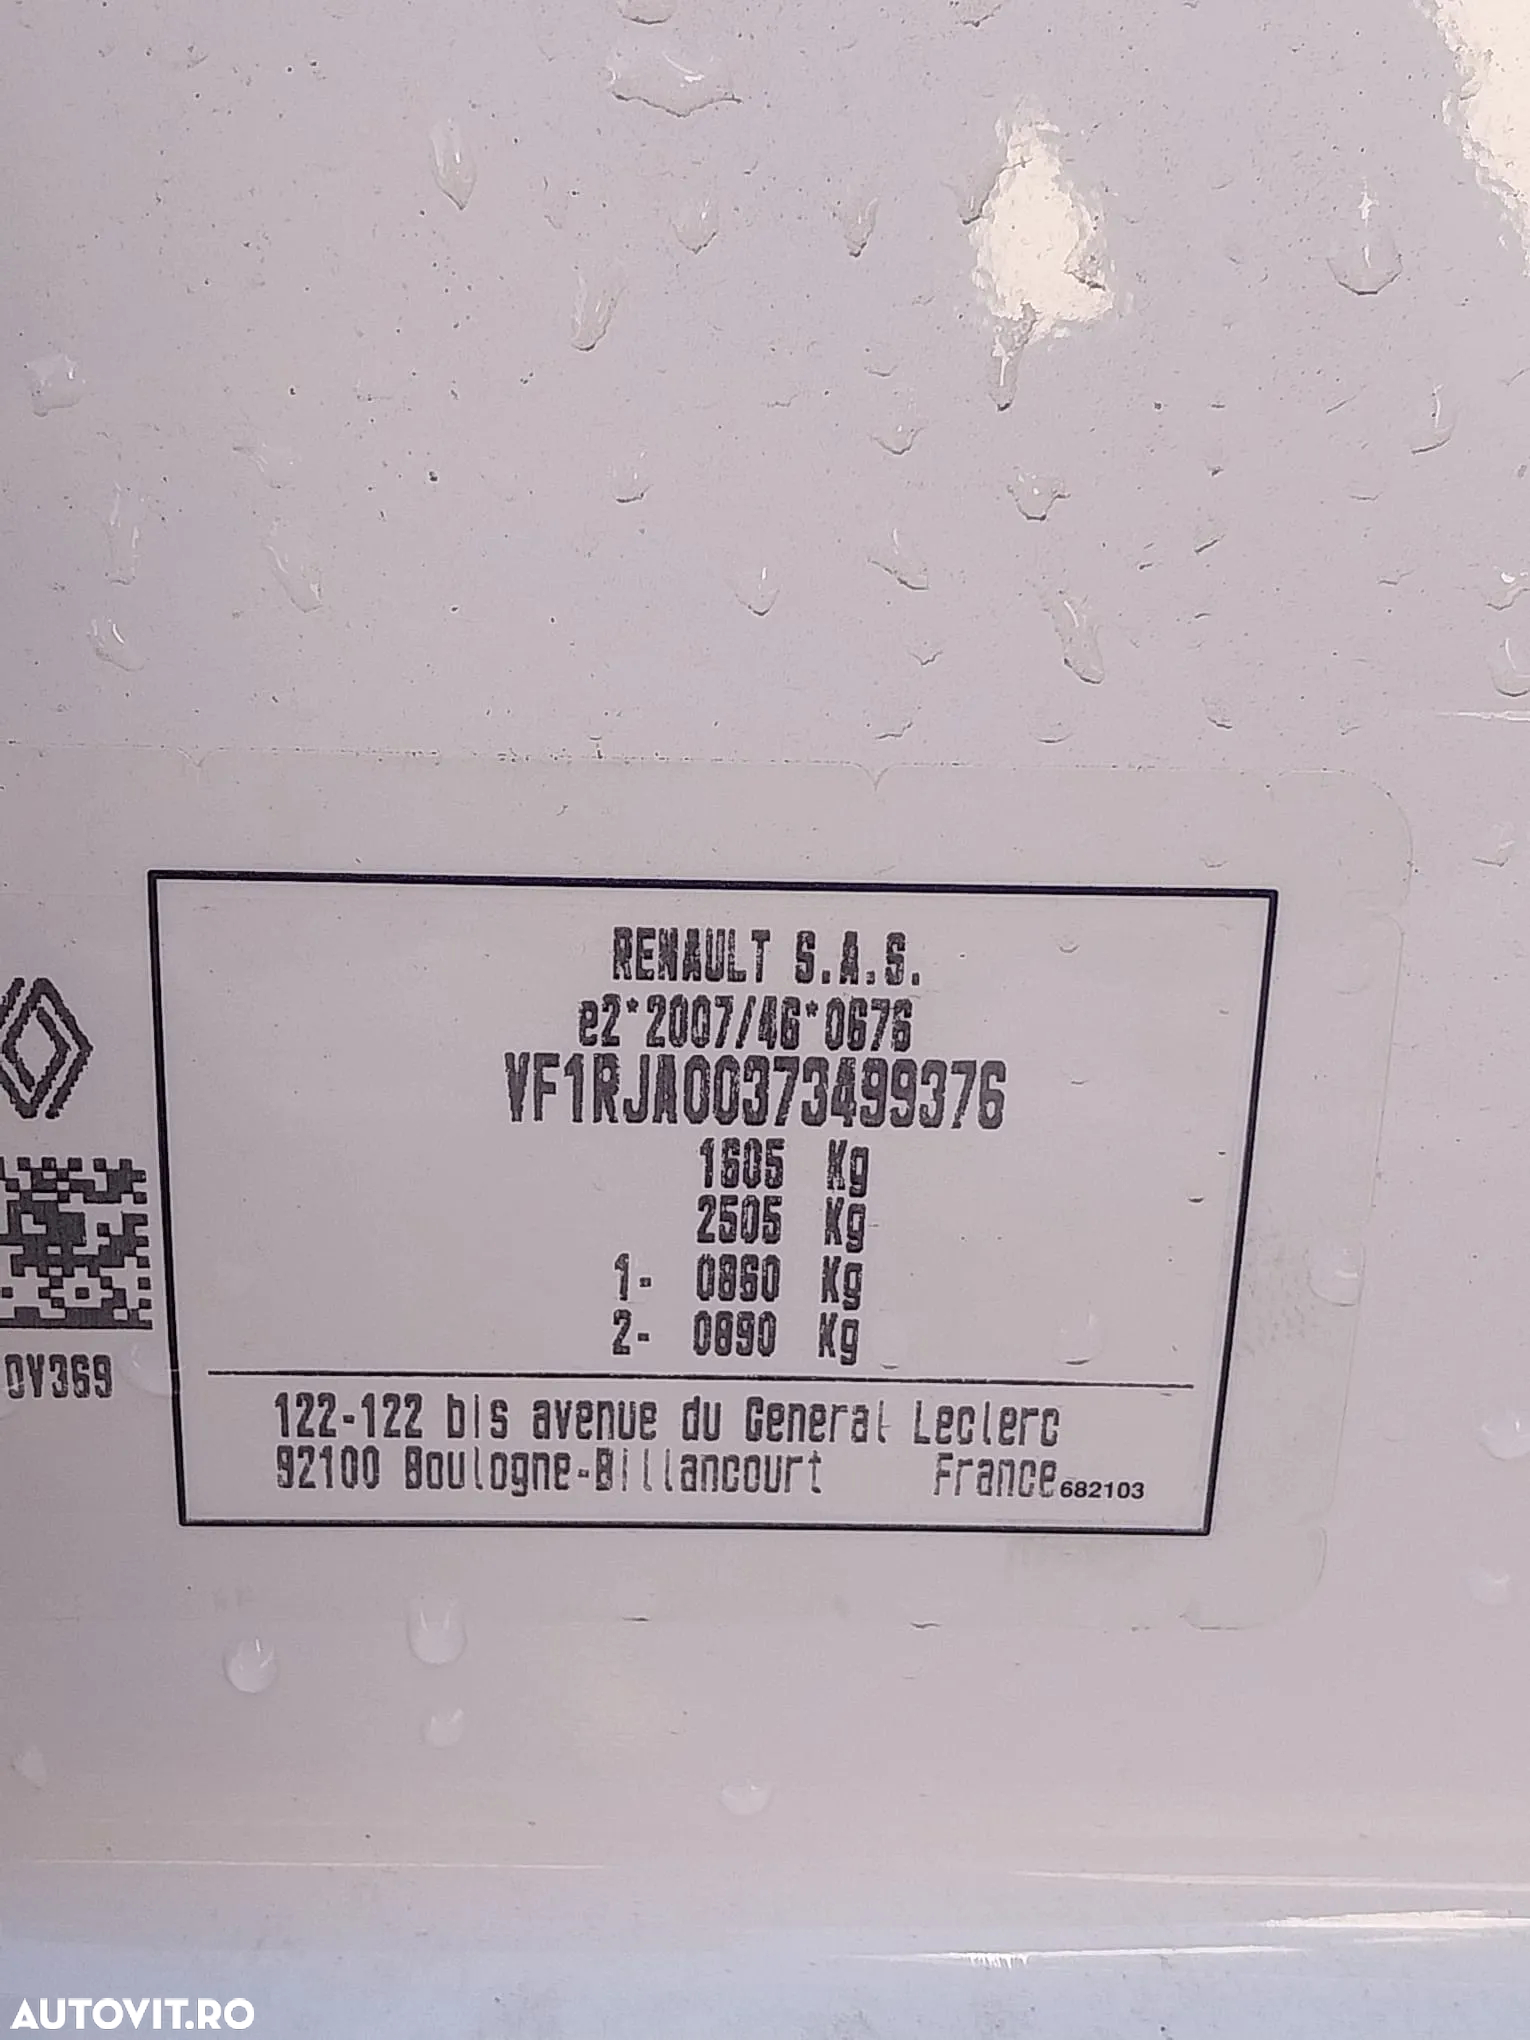 RENAULT S.A.S.
e2*2007/46*0676
VF1RJA00373499376
1605 Kg
2505 Kg
1- 0860 Kg
2- 0890 Kg
0V369
122-122 bis avenue du General Leclerc
92100 Boulogne-Billancourt France 682103
AUTOVIT.RO